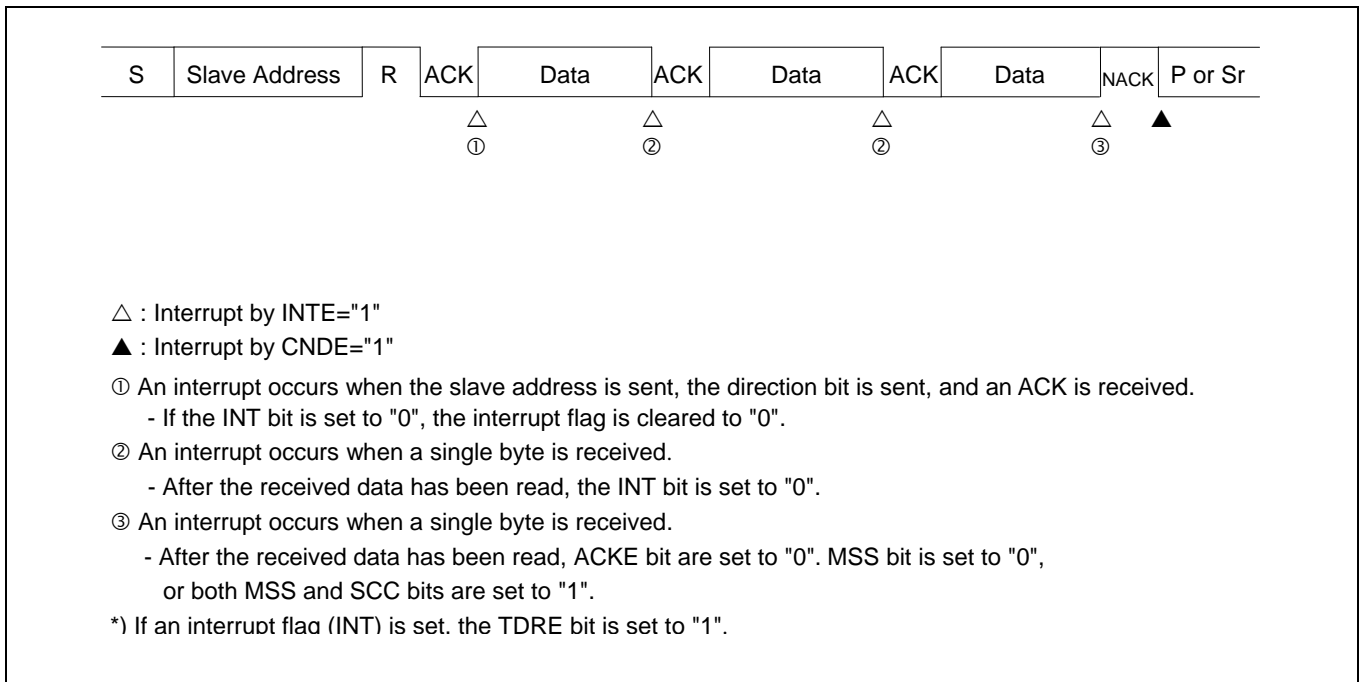 S Slave Address R ACK Data ACK Data ACK Data NACK P or Sr
△ △ △ △ ▲
① ② ② ③
△ : Interrupt by INTE="1"
▲ : Interrupt by CNDE="1"
① An interrupt occurs when the slave address is sent, the direction bit is sent, and an ACK is received.
- If the INT bit is set to "0", the interrupt flag is cleared to "0".
② An interrupt occurs when a single byte is received.
- After the received data has been read, the INT bit is set to "0".
③ An interrupt occurs when a single byte is received.
- After the received data has been read, ACKE bit are set to "0". MSS bit is set to "0",
or both MSS and SCC bits are set to "1".
*) If an interrupt flag (INT) is set, the TDRE bit is set to "1".